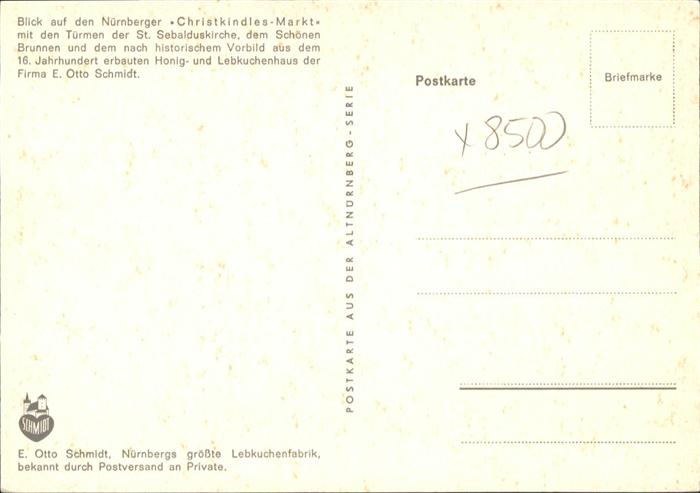 Blick auf den Nürnberger »Christkindles-Markt«
mit den Türmen der St. Sebalduskirche, dem Schönen
Brunnen und dem nach historischem Vorbild aus dem
16. Jahrhundert erbauten Honig- und Lebkuchenhaus der
Firma E. Otto Schmidt.
SCHMIDT
E. Otto Schmidt, Nürnbergs größte Lebkuchenfabrik,
bekannt durch Postversand an Private.
POSTKARTE AUS DER ALTNÜRNBERG-SERIE
Postkarte
Briefmarke
x 8500